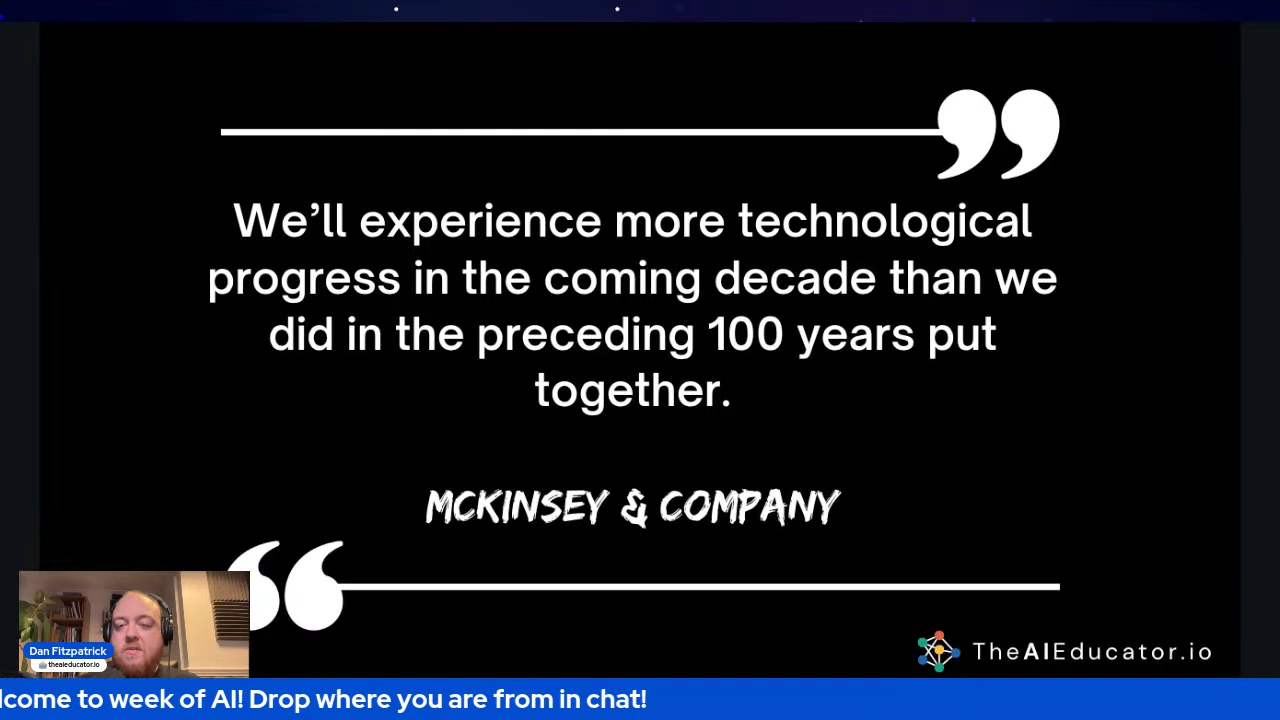 We’ll experience more technological
progress in the coming decade than we
did in the preceding 100 years put
together.
MCKINSEY & COMPANY
Dan Fitzpatrick
theaieducator.io
TheAIEducator.io
lcome to week of AI! Drop where you are from in chat!